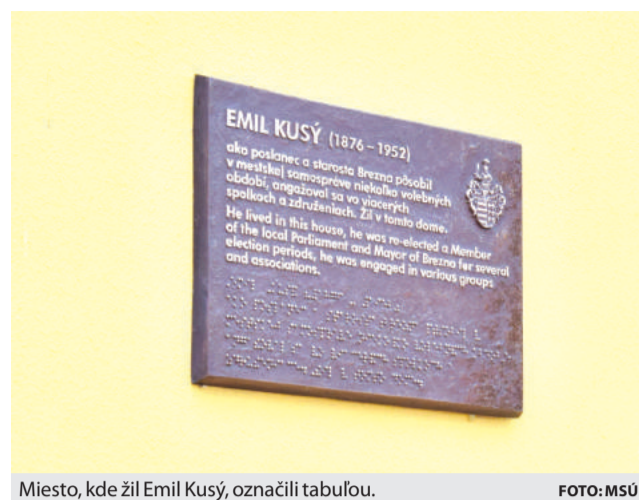 EMIL KUSÝ (1876 – 1952)
ako poslanec a starosta Brezna pôsobil
v mestskej samospráve niekoľko volebných
období, angažoval sa vo viacerých
spolkoch a združeniach. Žil v tomto dome.
He lived in this house, he was re-elected a Member
of the local Parliament and Mayor of Brezno for several
election periods, he was engaged in various groups
and associations.
Miesto, kde žil Emil Kusý, označili tabuľou.
FOTO: MSÚ